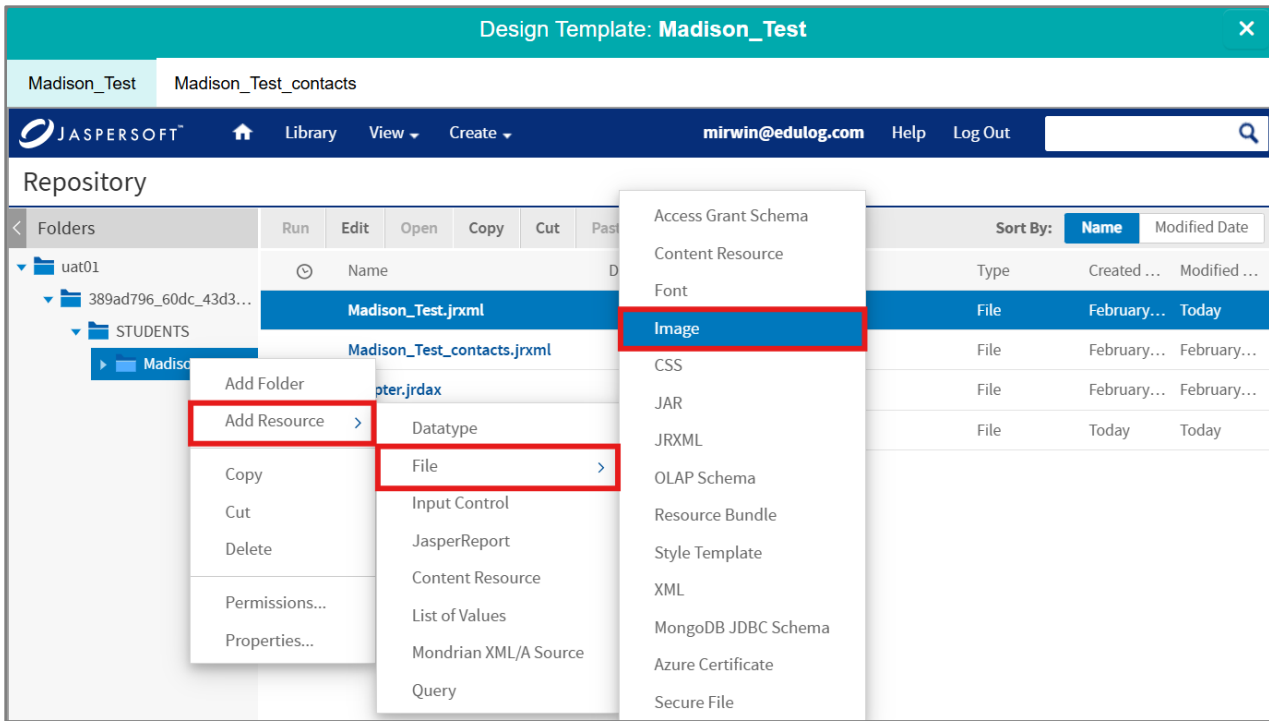 Design Template: Madison_Test
Madison_Test Madison_Test_contacts
JASPERSOFT™ Library View Create mirwin@edulog.com Help Log Out
Repository
Folders Run Edit Open Copy Cut Sort By: Name Modified Date
uat01
389ad796_60dc_43d3...
STUDENTS
Name Type Created ... Modified ...
Madison_Test.jrxml File February... Today
Madison_Test_contacts.jrxml File February... February...
pter.jrdax File February... February...
File Today Today
Add Folder
Add Resource
Copy
Cut
Delete
Permissions...
Properties...
Datatype
File
Input Control
JasperReport
Content Resource
List of Values
Mondrian XML/A Source
Query
Access Grant Schema
Content Resource
Font
Image
CSS
JAR
JRXML
OLAP Schema
Resource Bundle
Style Template
XML
MongoDB JDBC Schema
Azure Certificate
Secure File